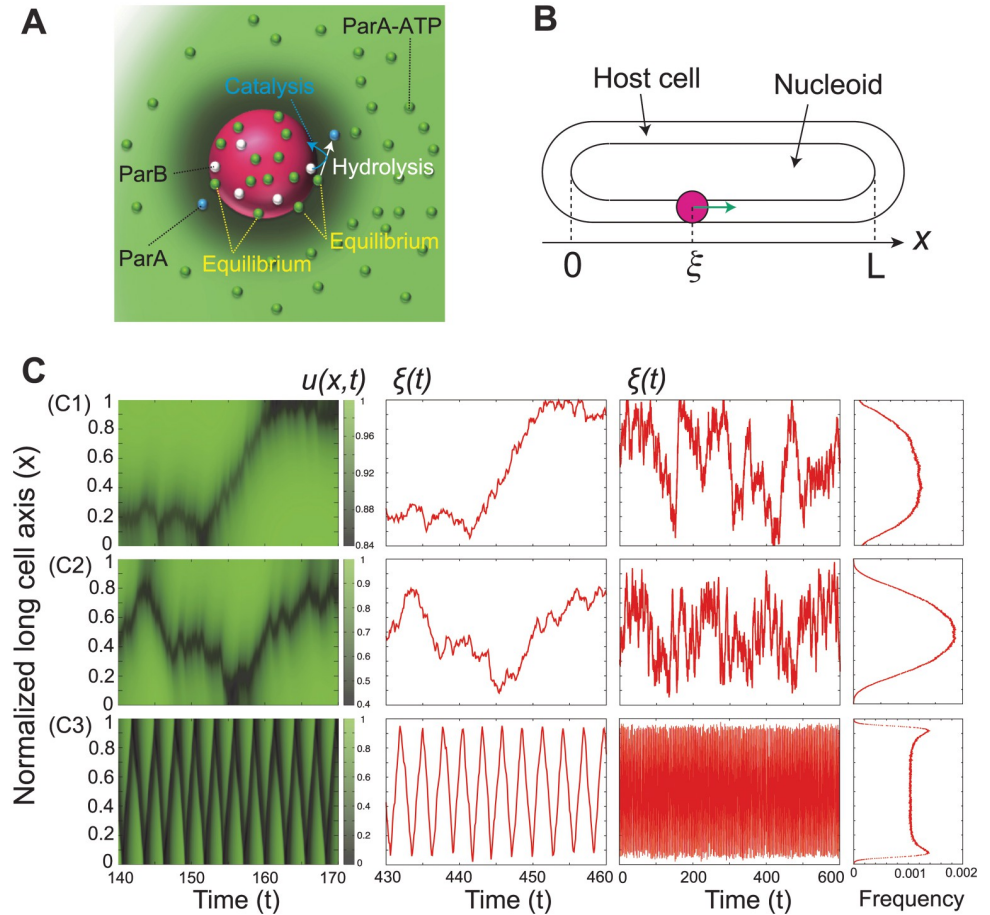 A
ParA-ATP
Catalysis
Hydrolysis
ParB
ParA
Equilibrium
Equilibrium
B
Host cell
Nucleoid
0
ξ
L
x
C
u(x,t)
ξ(t)
ξ(t)
Normalized long cell axis (x)
(C1)
1
0.8
0.6
0.4
0.2
0
1
0.96
0.92
0.88
0.84
(C2)
1
0.8
0.6
0.4
0.2
0
1
0.9
0.8
0.7
0.6
0.5
0.4
(C3)
1
0.8
0.6
0.4
0.2
0
1
0.8
0.6
0.4
0.2
0
140 150 160 170
Time (t)
430 440 450 460
Time (t)
0 200 400 600
Time (t)
0 0.001 0.002
Frequency